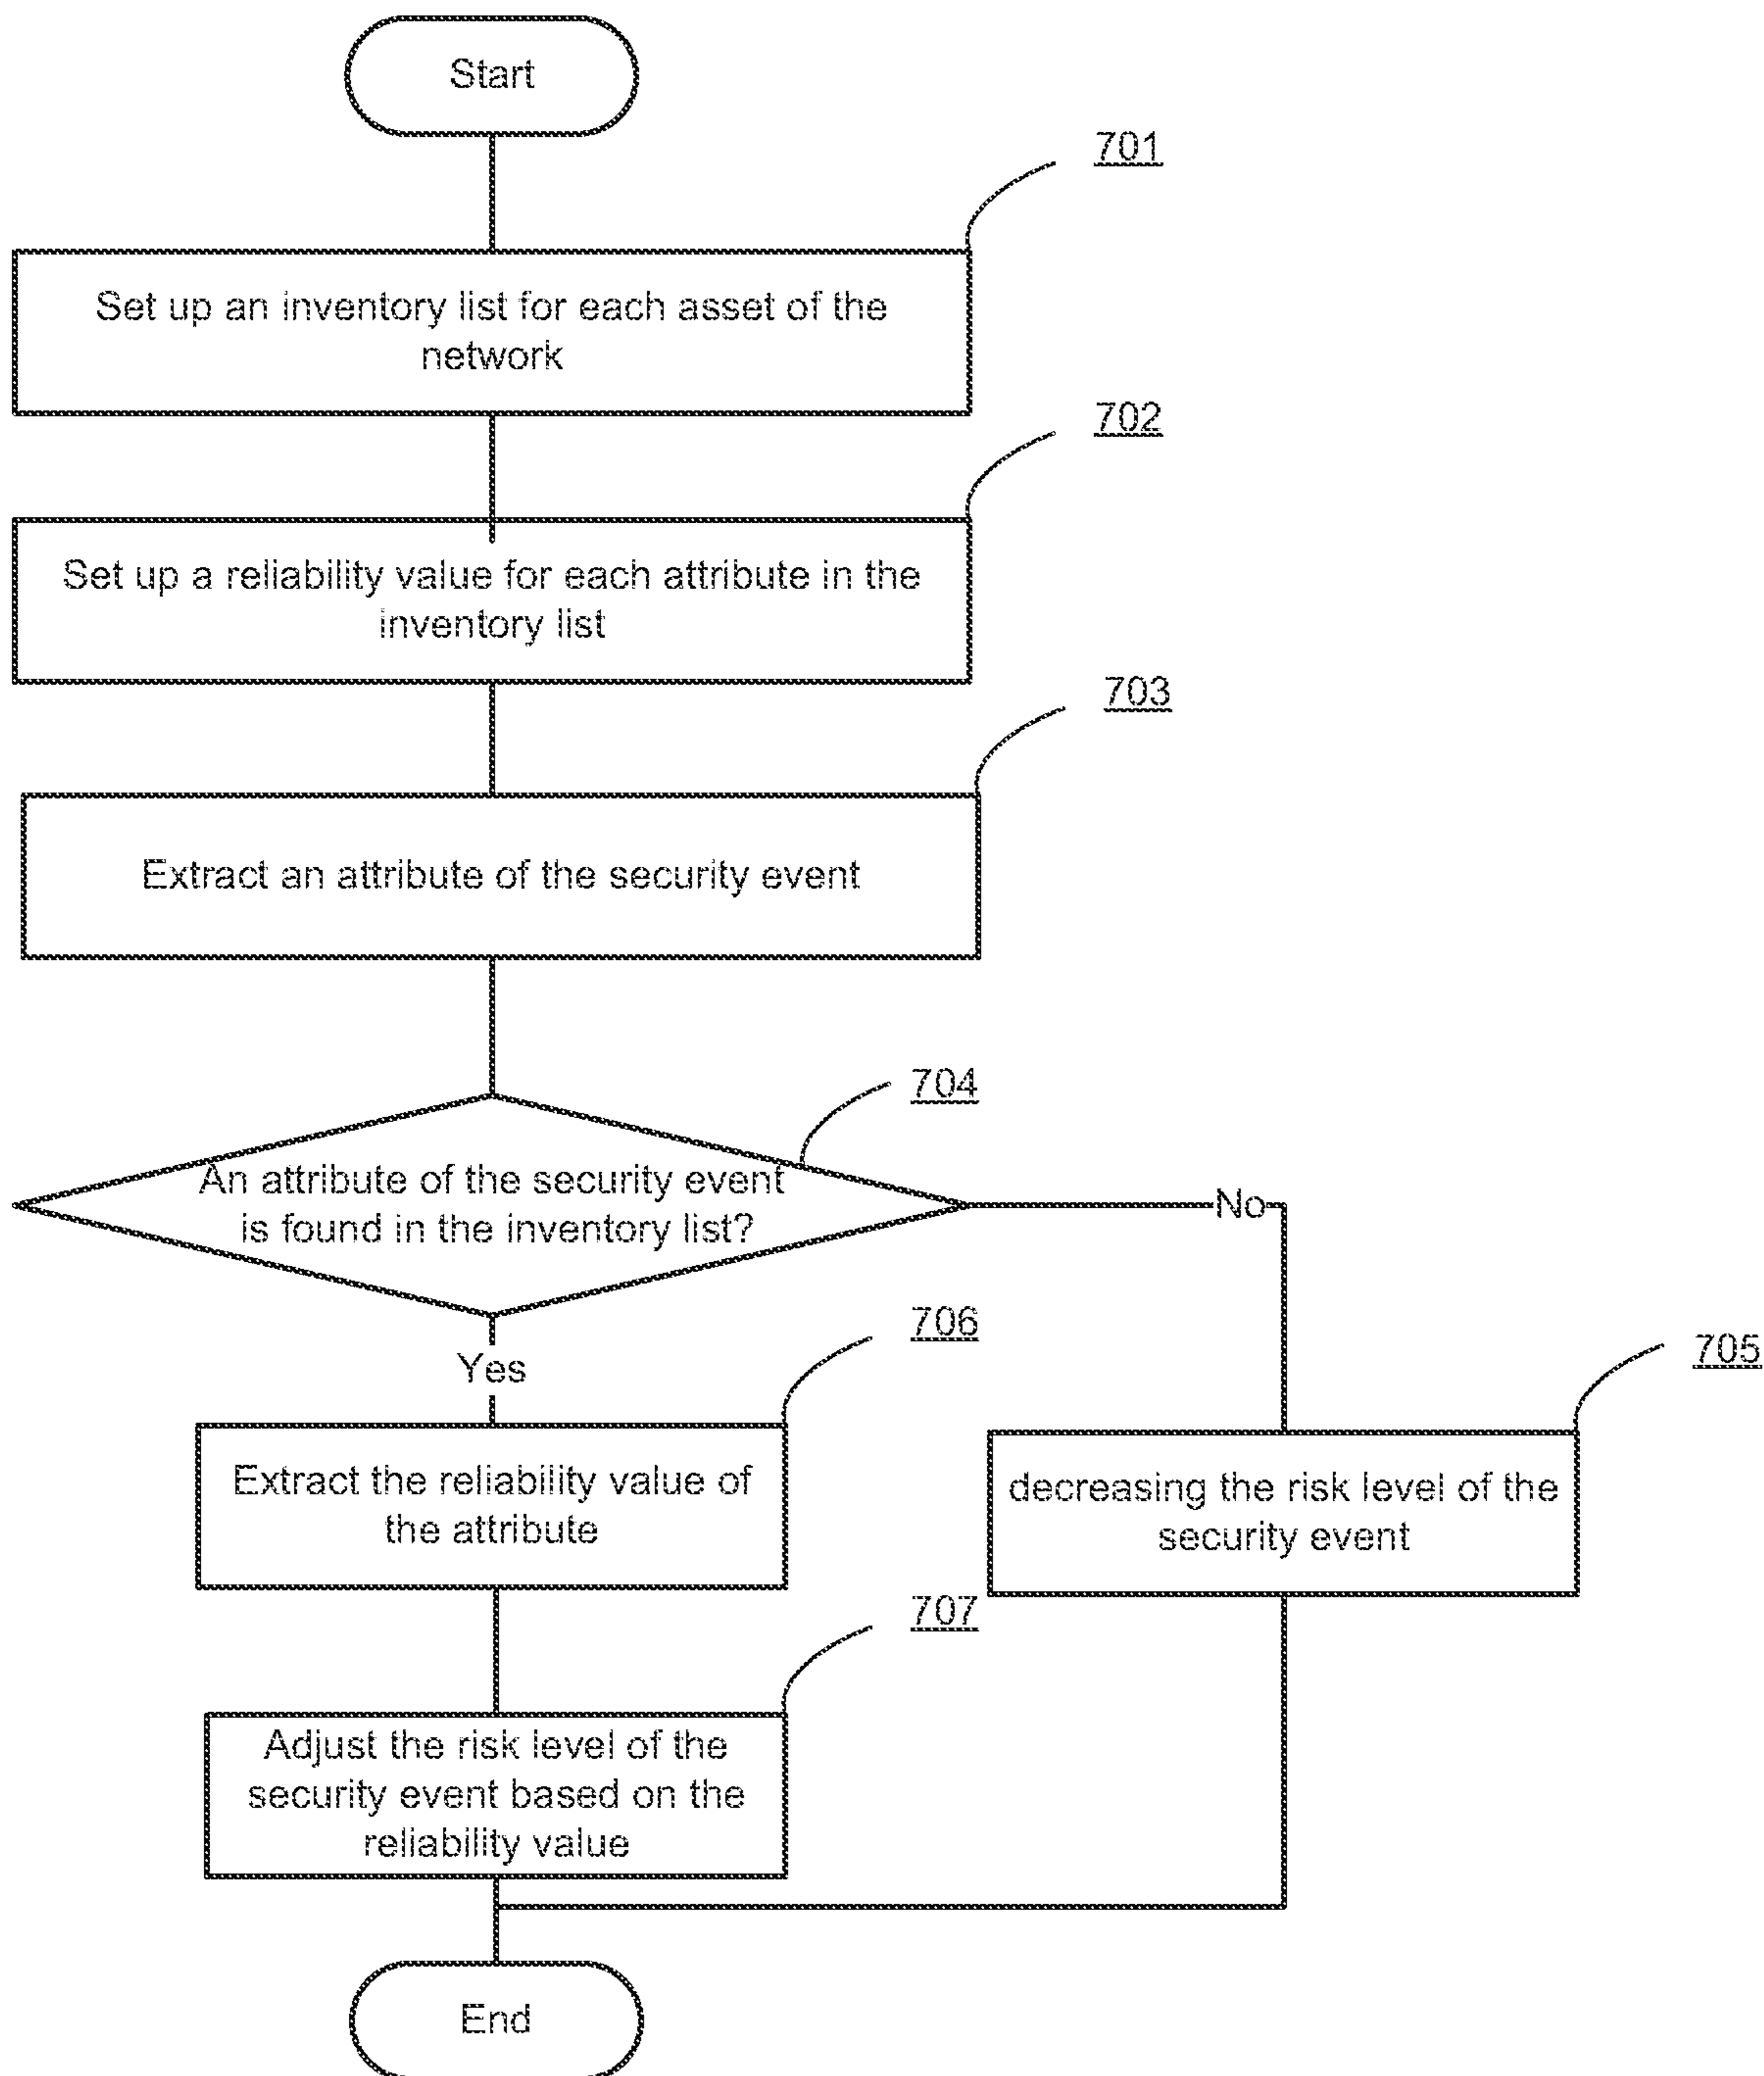 Start
701
Set up an inventory list for each asset of the
network
702
Set up a reliability value for each attribute in the
inventory list
703
Extract an attribute of the security event
704
An attribute of the security event
is found in the inventory list?
No
Yes
706
705
Extract the reliability value of
the attribute
decreasing the risk level of the
security event
707
Adjust the risk level of the
security event based on the
reliability value
End